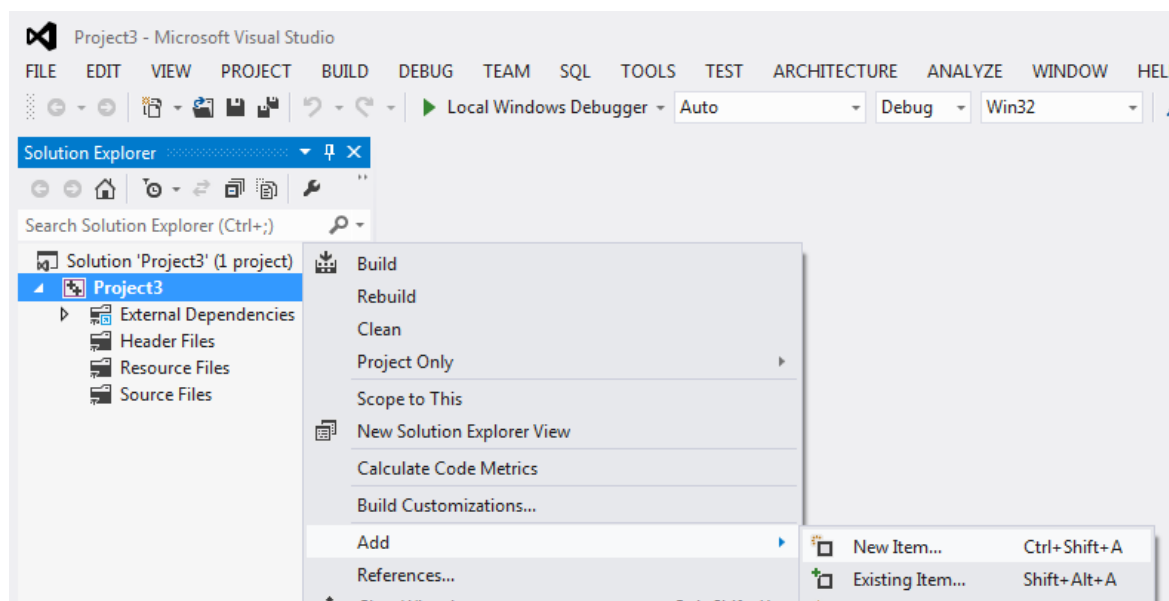 Project3 - Microsoft Visual Studio
FILE EDIT VIEW PROJECT BUILD DEBUG TEAM SQL TOOLS TEST ARCHITECTURE ANALYZE WINDOW HEL
Local Windows Debugger Auto Debug Win32
Solution Explorer
Search Solution Explorer (Ctrl+;)
Solution 'Project3' (1 project)
Project3
External Dependencies
Header Files
Resource Files
Source Files
Build
Rebuild
Clean
Project Only
Scope to This
New Solution Explorer View
Calculate Code Metrics
Build Customizations...
Add
References...
New Item... Ctrl+Shift+A
Existing Item... Shift+Alt+A